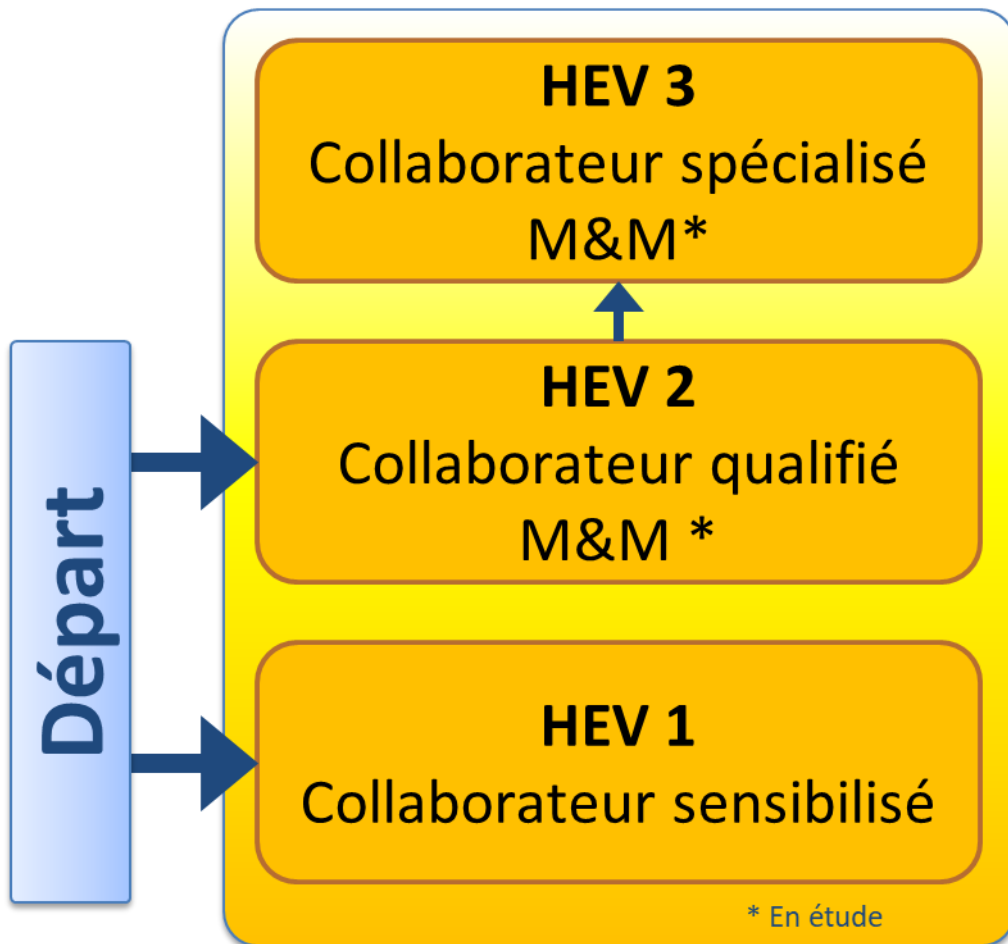 HEV 3
Collaborateur spécialisé
M&M*
Départ
HEV 2
Collaborateur qualifié
M&M *
HEV 1
Collaborateur sensibilisé
* En étude